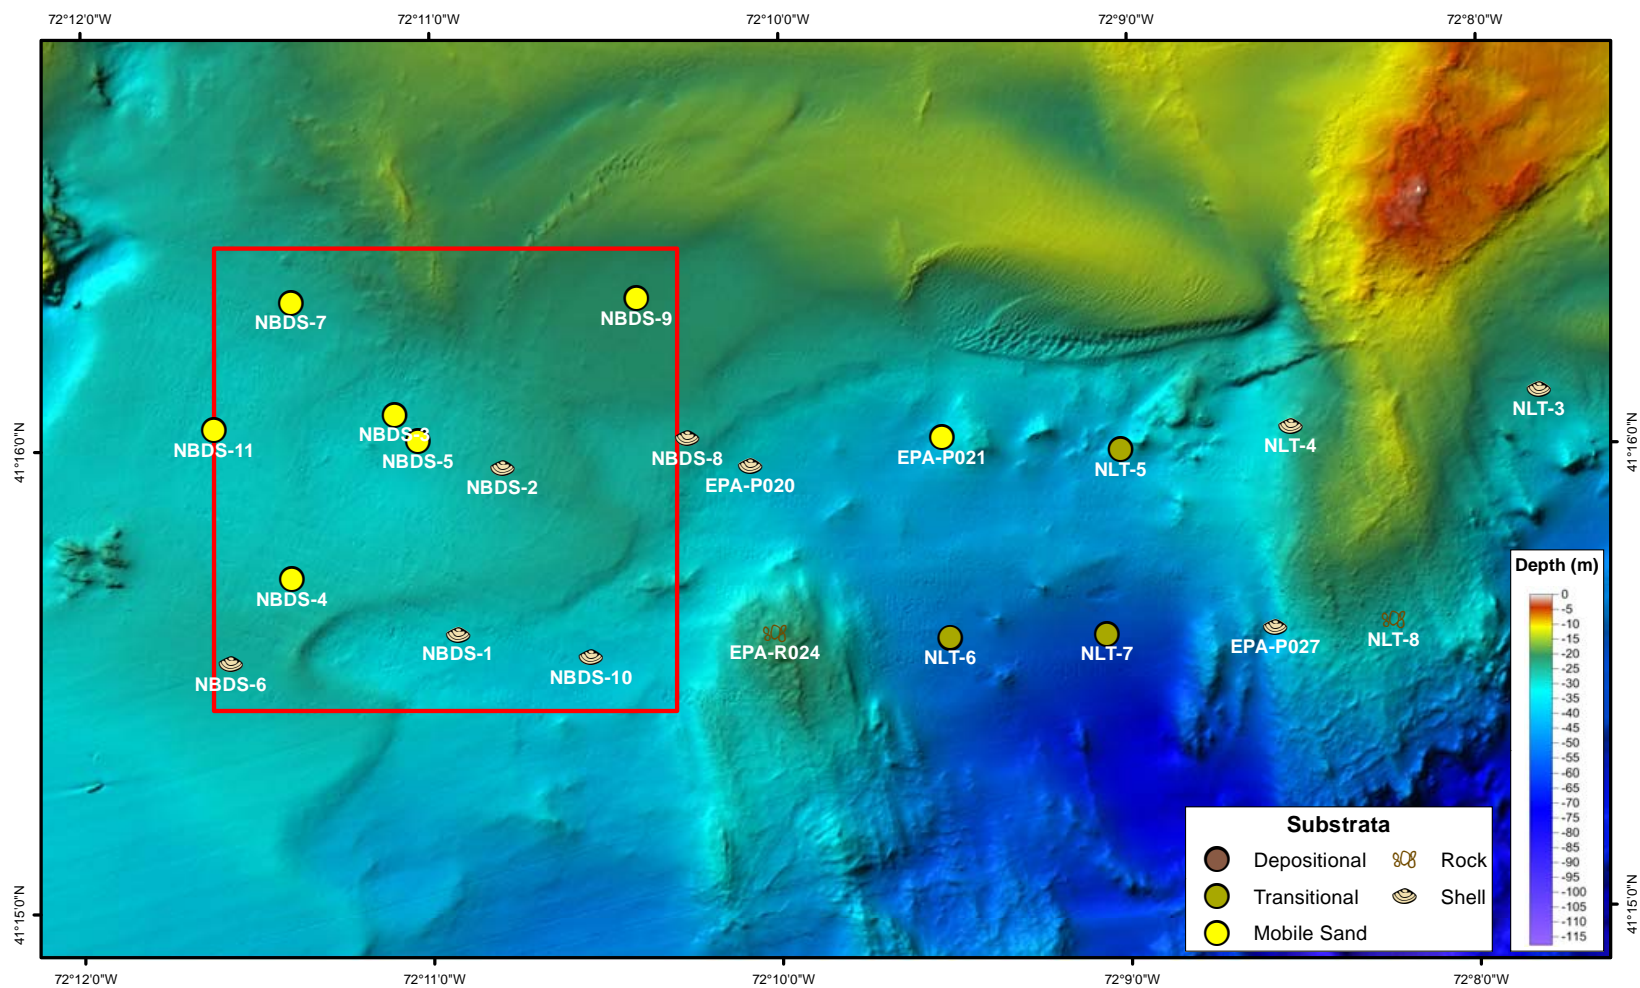 72°12'0"W
72°11'0"W
72°10'0"W
72°9'0"W
72°8'0"W
NBDS-7
NBDS-9
NLT-3
NBDS-3
NLT-4
41°16'0"N
NBDS-11
NBDS-5
NBDS-8
EPA-P021
NLT-5
41°16'0"N
NBDS-2
EPA-P020
NBDS-4
NBDS-1
EPA-R024
NLT-6
NLT-7
EPA-P027
NLT-8
NBDS-6
NBDS-10
Depth (m)
0
-5
-10
-15
-20
-25
-30
-35
-40
-45
-50
-55
-60
-65
-70
-75
-80
-85
-90
-95
-100
-105
-110
-115
Substrata
Depositional
Rock
Transitional
Shell
Mobile Sand
41°15'0"N
41°15'0"N
72°12'0"W
72°11'0"W
72°10'0"W
72°9'0"W
72°8'0"W